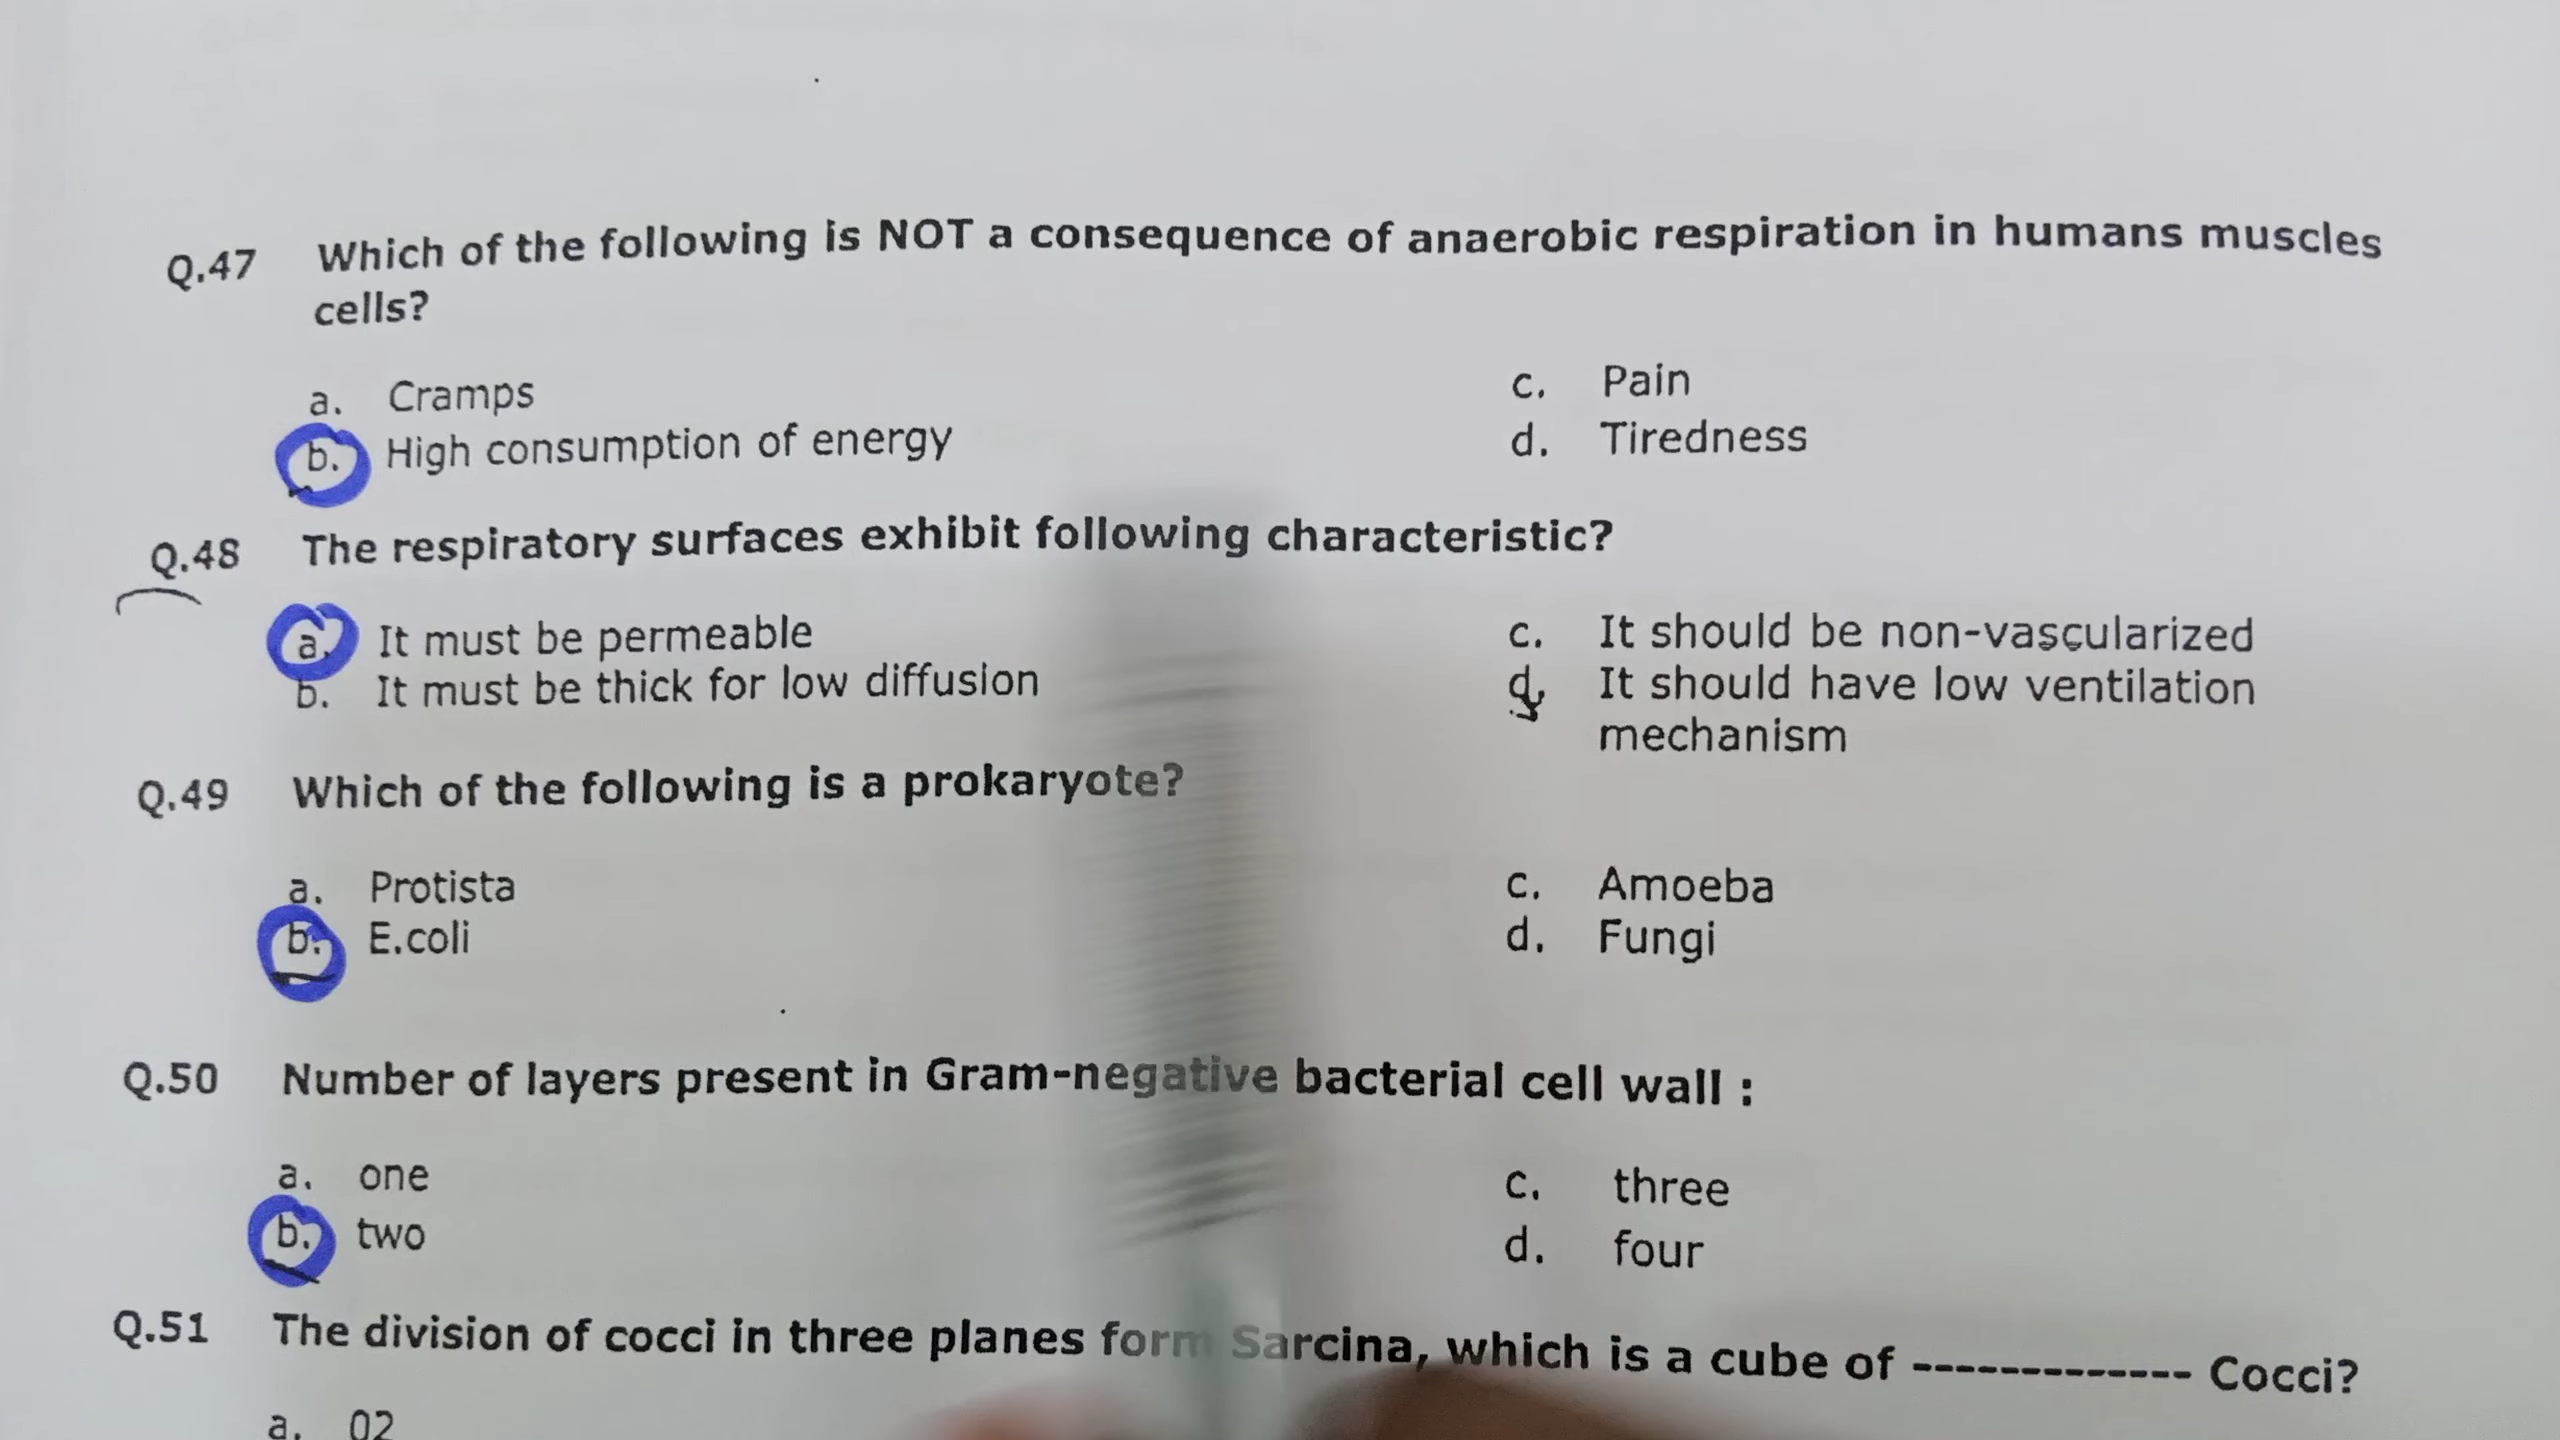 Q.47 Which of the following is NOT a consequence of anaerobic respiration in humans muscles
cells?
a. Cramps
c. Pain
b. High consumption of energy
d. Tiredness
Q.48 The respiratory surfaces exhibit following characteristic?
a. It must be permeable
c. It should be non-vascularized
b. It must be thick for low diffusion
d. It should have low ventilation
mechanism
Q.49 Which of the following is a prokaryote?
a. Protista
c. Amoeba
b. E.coli
d. Fungi
Q.50 Number of layers present in Gram-negative bacterial cell wall :
a. one
c. three
b. two
d. four
Q.51 The division of cocci in three planes form Sarcina, which is a cube of ------------- Cocci?
a. 02